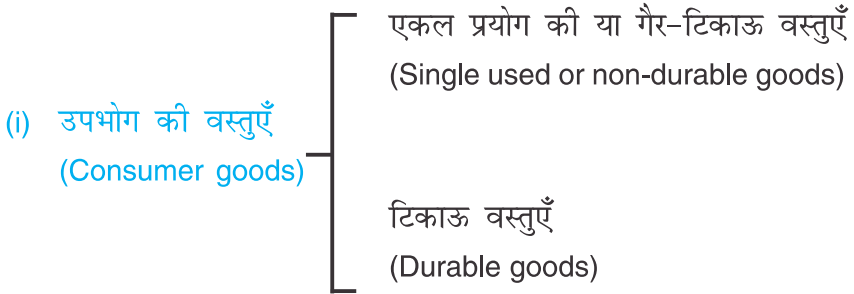 एकल प्रयोग की या गैर-टिकाऊ वस्तुएँ
(Single used or non-durable goods)
(i) उपभोग की वस्तुएँ
(Consumer goods)
टिकाऊ वस्तुएँ
(Durable goods)